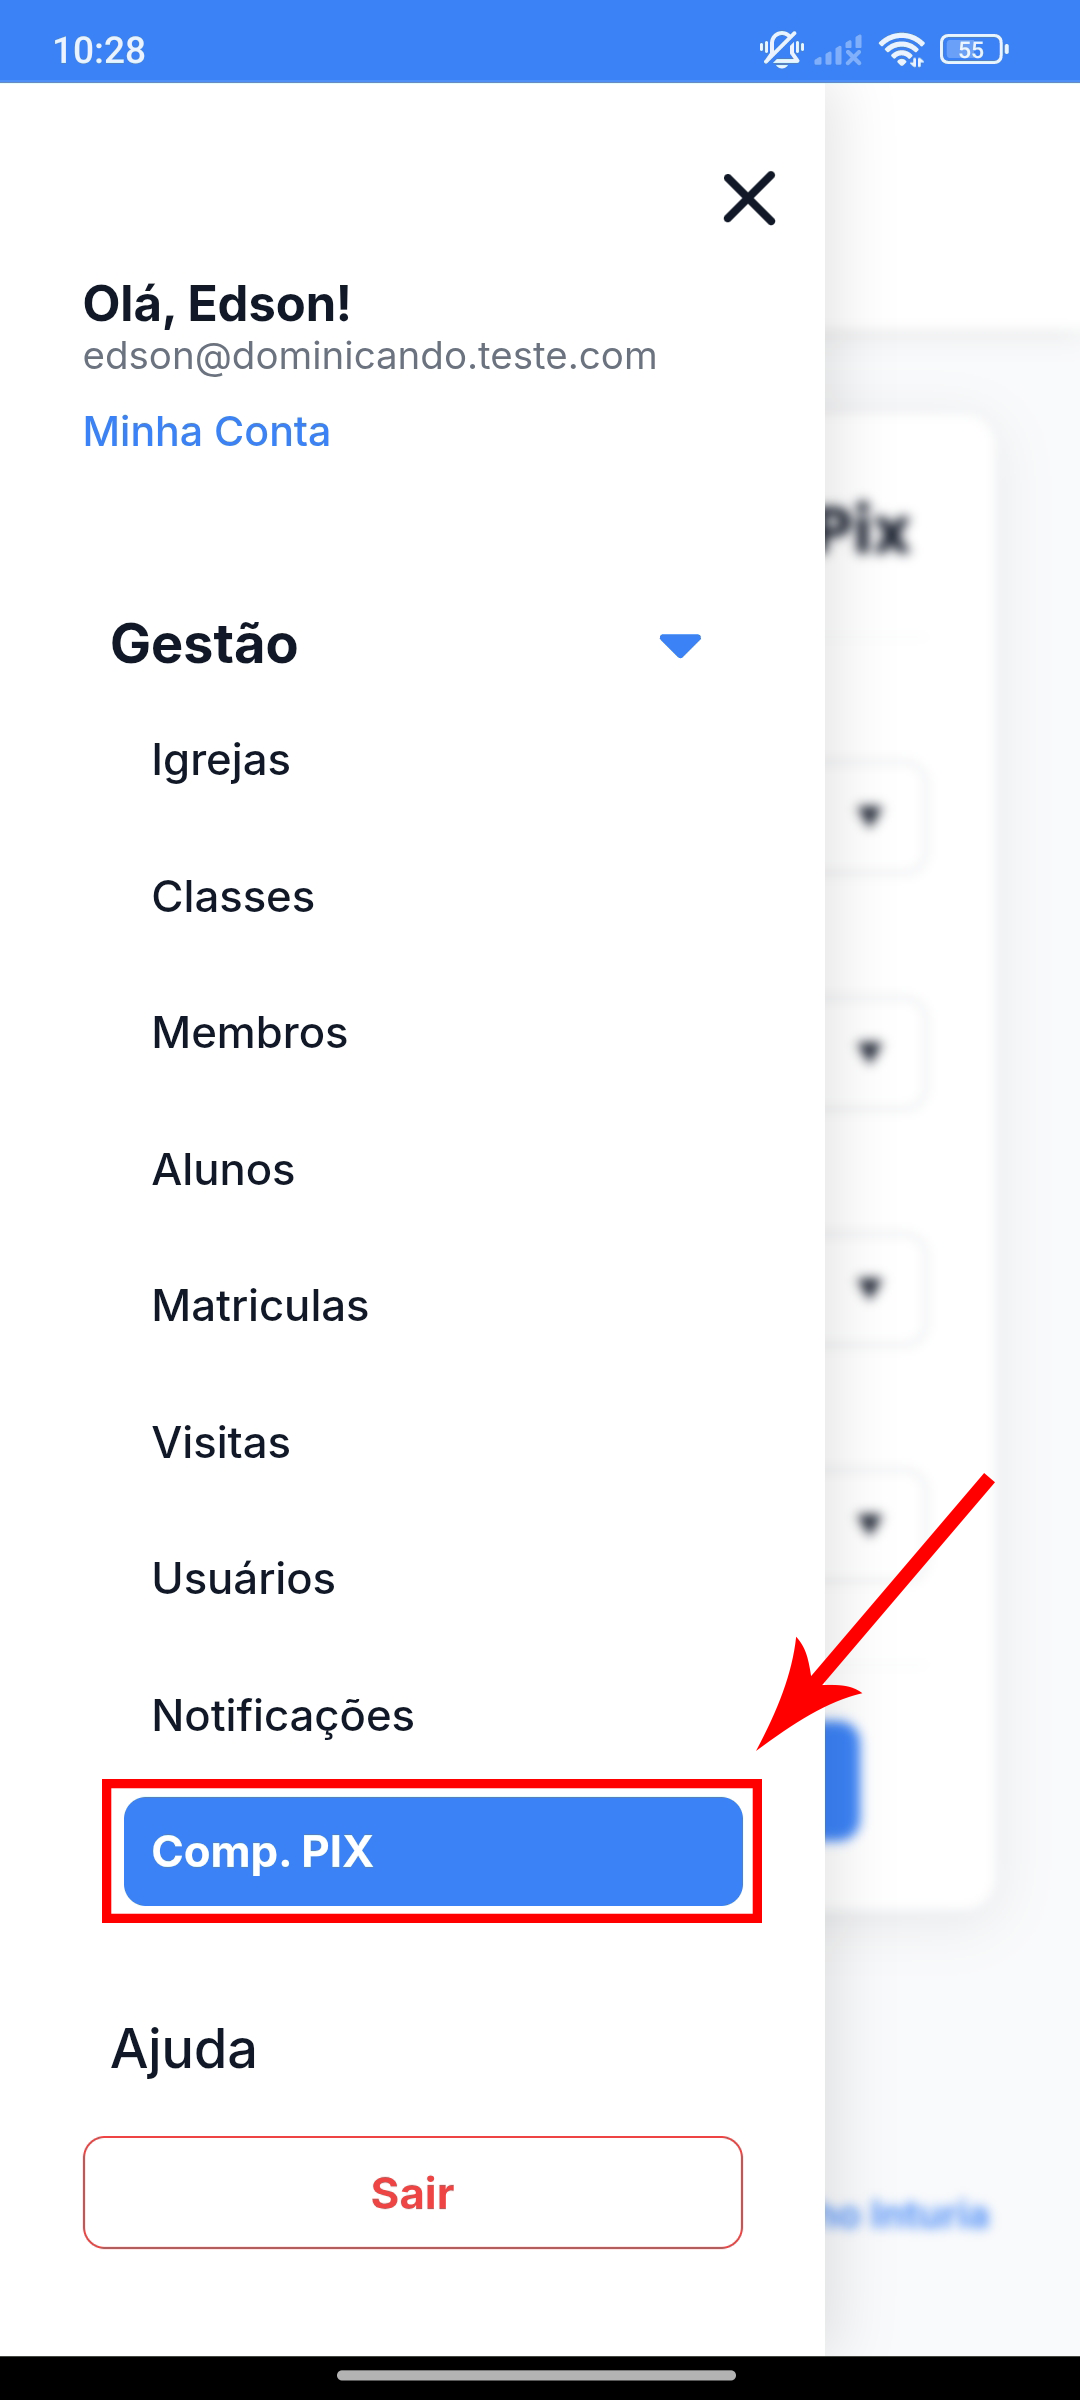 10:28
55
Olá, Edson!
edson@dominicando.teste.com
Minha Conta
Pix
Gestão
Igrejas
Classes
Membros
Alunos
Matriculas
Visitas
Usuários
Notificações
Comp. PIX
Ajuda
Sair
Inturia